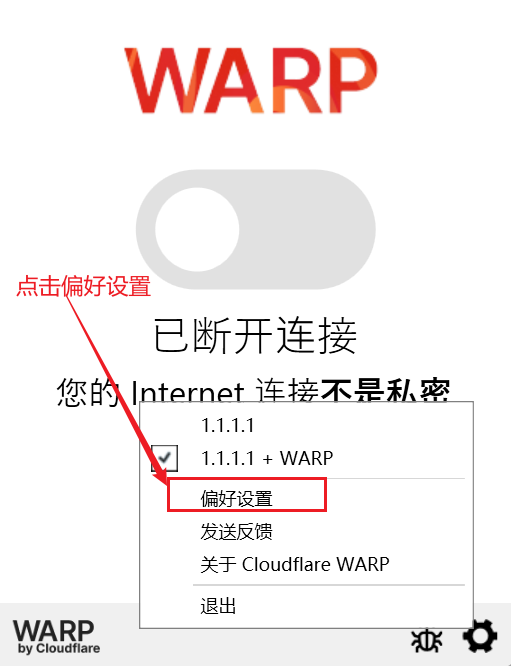 WARP
点击偏好设置
已断开连接
您的 Internet 连接不是私密
1.1.1.1
1.1.1.1 + WARP
偏好设置
发送反馈
关于 Cloudflare WARP
退出
WARP
by Cloudflare